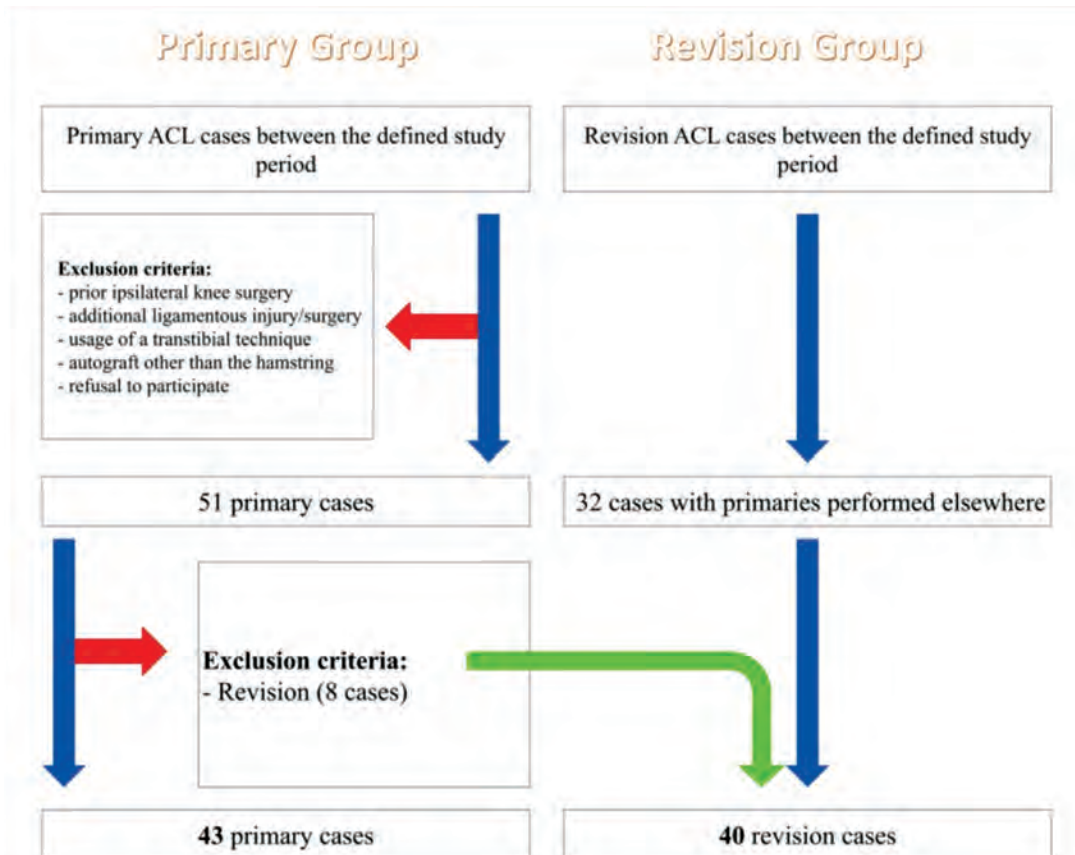 Primary Group
Revision Group
Primary ACL cases between the defined study
period
Revision ACL cases between the defined study
period
Exclusion criteria:
- prior ipsilateral knee surgery
- additional ligamentous injury/surgery
- usage of a transtibial technique
- autograft other than the hamstring
- refusal to participate
51 primary cases
32 cases with primaries performed elsewhere
Exclusion criteria:
- Revision (8 cases)
43 primary cases
40 revision cases